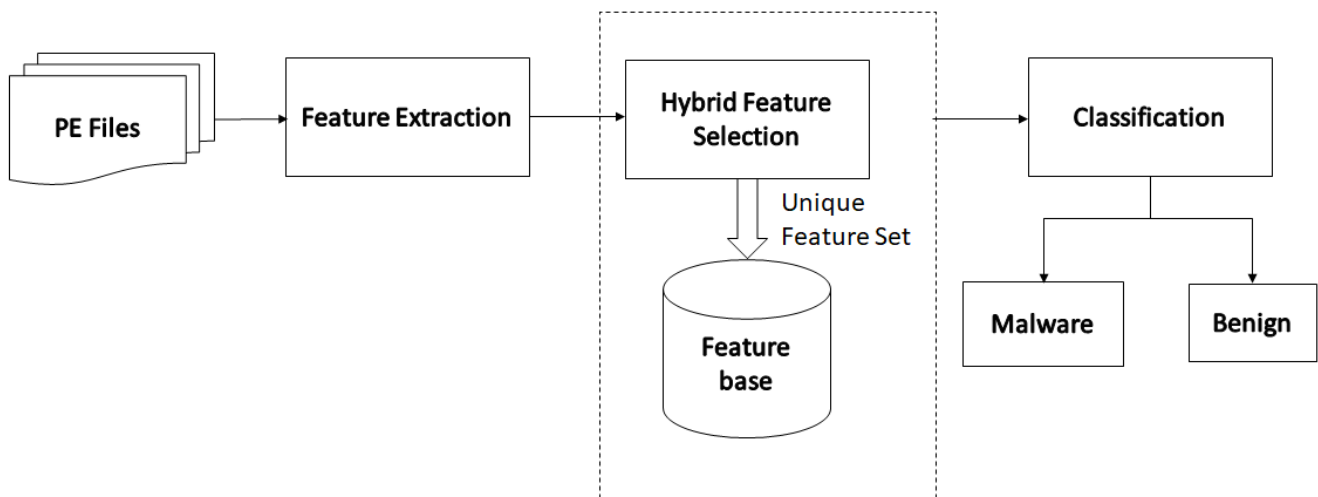 PE Files
Feature Extraction
Hybrid Feature
Selection
Unique
Feature Set
Feature
base
Classification
Malware
Benign